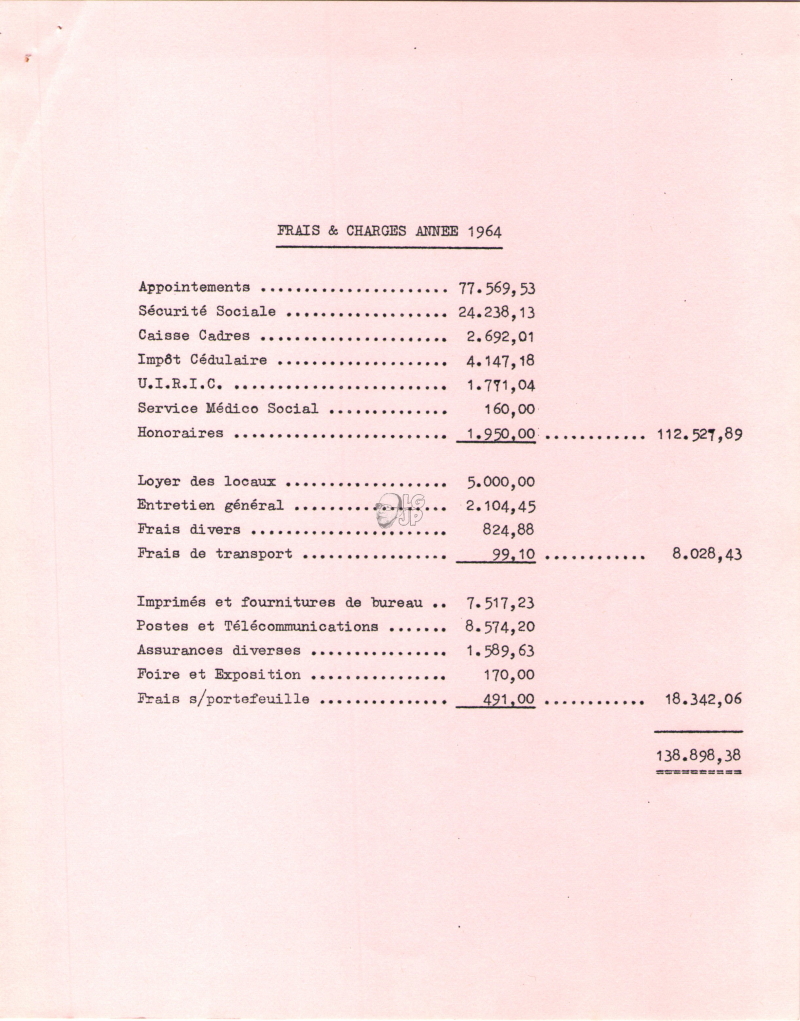 FRAIS & CHARGES ANNEE 1964
Appointements ...................... 77.569,53
Sécurité Sociale ................... 24.238,13
Caisse Cadres ...................... 2.692,01
Impôt Cédulaire .................... 4.147,18
U.I.R.I.C. ......................... 1.771,04
Service Médico Social .............. 160,00
Honoraires ......................... 1.950,00 ............ 112.527,89
Loyer des locaux ................... 5.000,00
Entretien général .................. 2.104,45
LG
JP
Frais divers ....................... 824,88
Frais de transport ................. 99,10 ............ 8.028,43
Imprimés et fournitures de bureau .. 7.517,23
Postes et Télécommunications ....... 8.574,20
Assurances diverses ................ 1.589,63
Foire et Exposition ................ 170,00
Frais s/portefeuille ............... 491,00 ............ 18.342,06
138.898,38